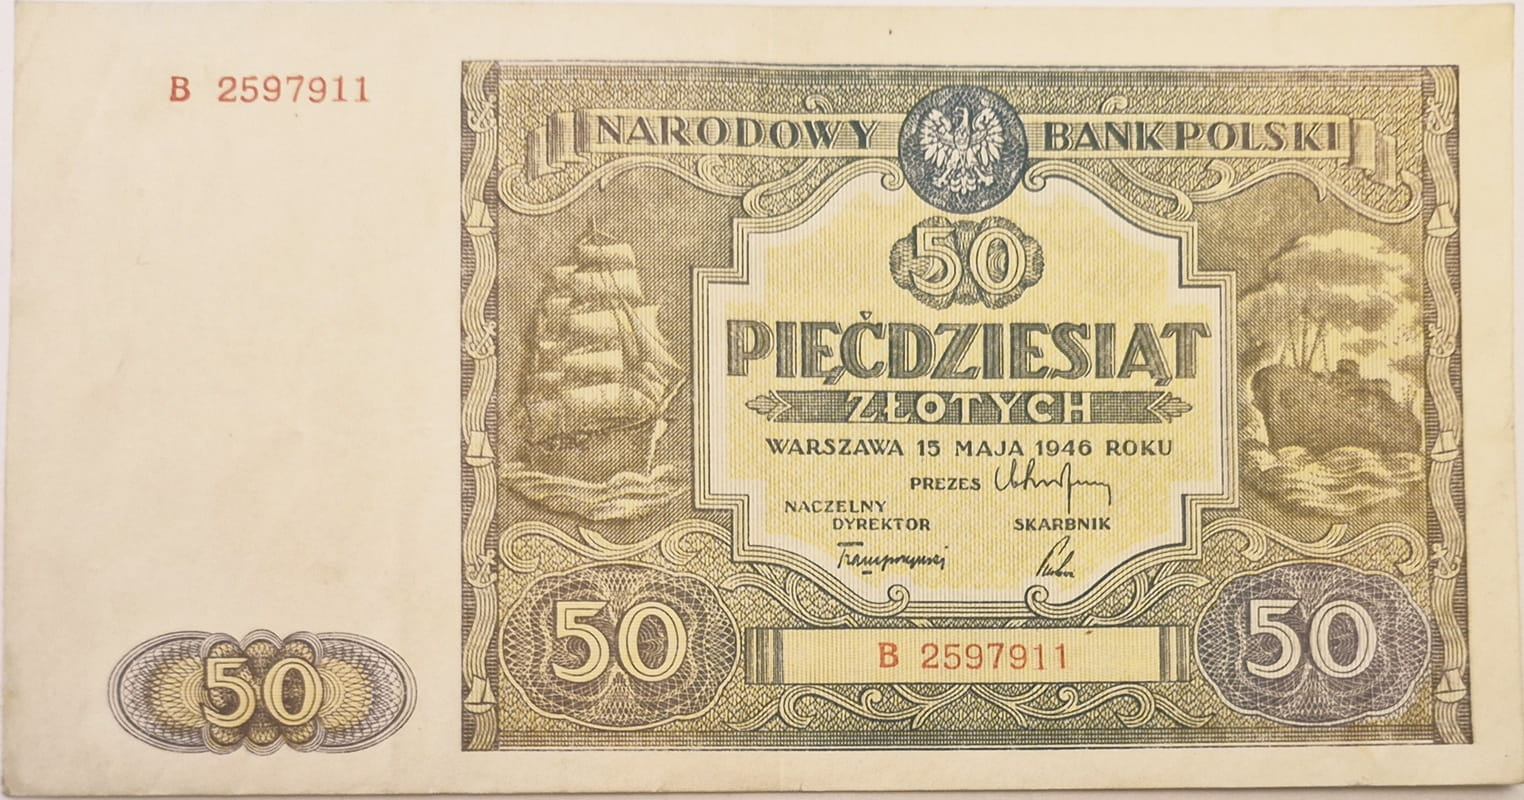 B 2597911
NARODOWY BANK POLSKI
50
PIĘĆDZIESIĄT
ZŁOTYCH
WARSZAWA 15 MAJA 1946 ROKU
PREZES
NACZELNY
DYREKTOR
SKARBNIK
50
50
50
B 2597911